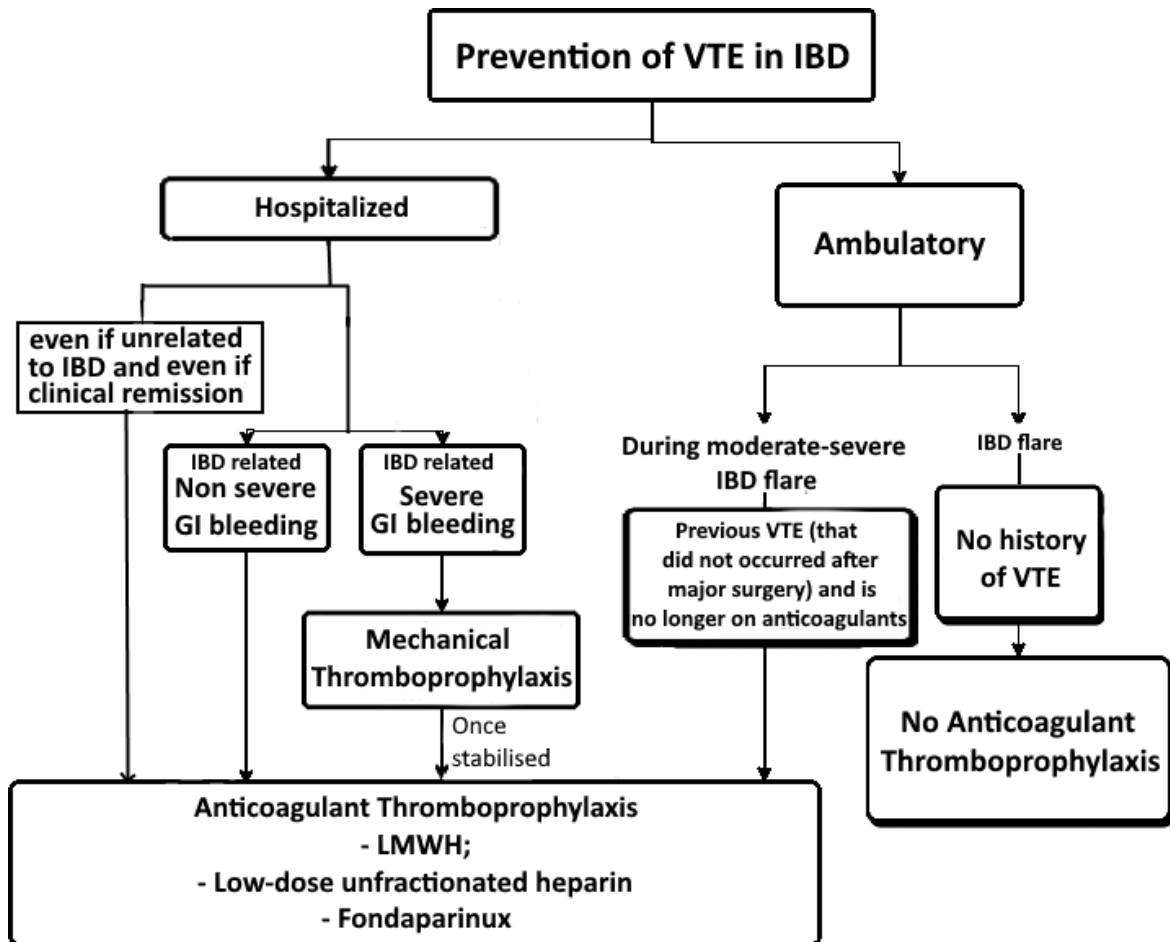 Prevention of VTE in IBD
Hospitalized
Ambulatory
even if unrelated
to IBD and even if
clinical remission
IBD related
Non severe
GI bleeding
IBD related
Severe
GI bleeding
Mechanical
Thromboprophylaxis
Once
stabilised
During moderate-severe
IBD flare
Previous VTE (that
did not occurred after
major surgery) and is
no longer on anticoagulants
IBD flare
No history
of VTE
No Anticoagulant
Thromboprophylaxis
Anticoagulant Thromboprophylaxis
- LMWH;
- Low-dose unfractionated heparin
- Fondaparinux